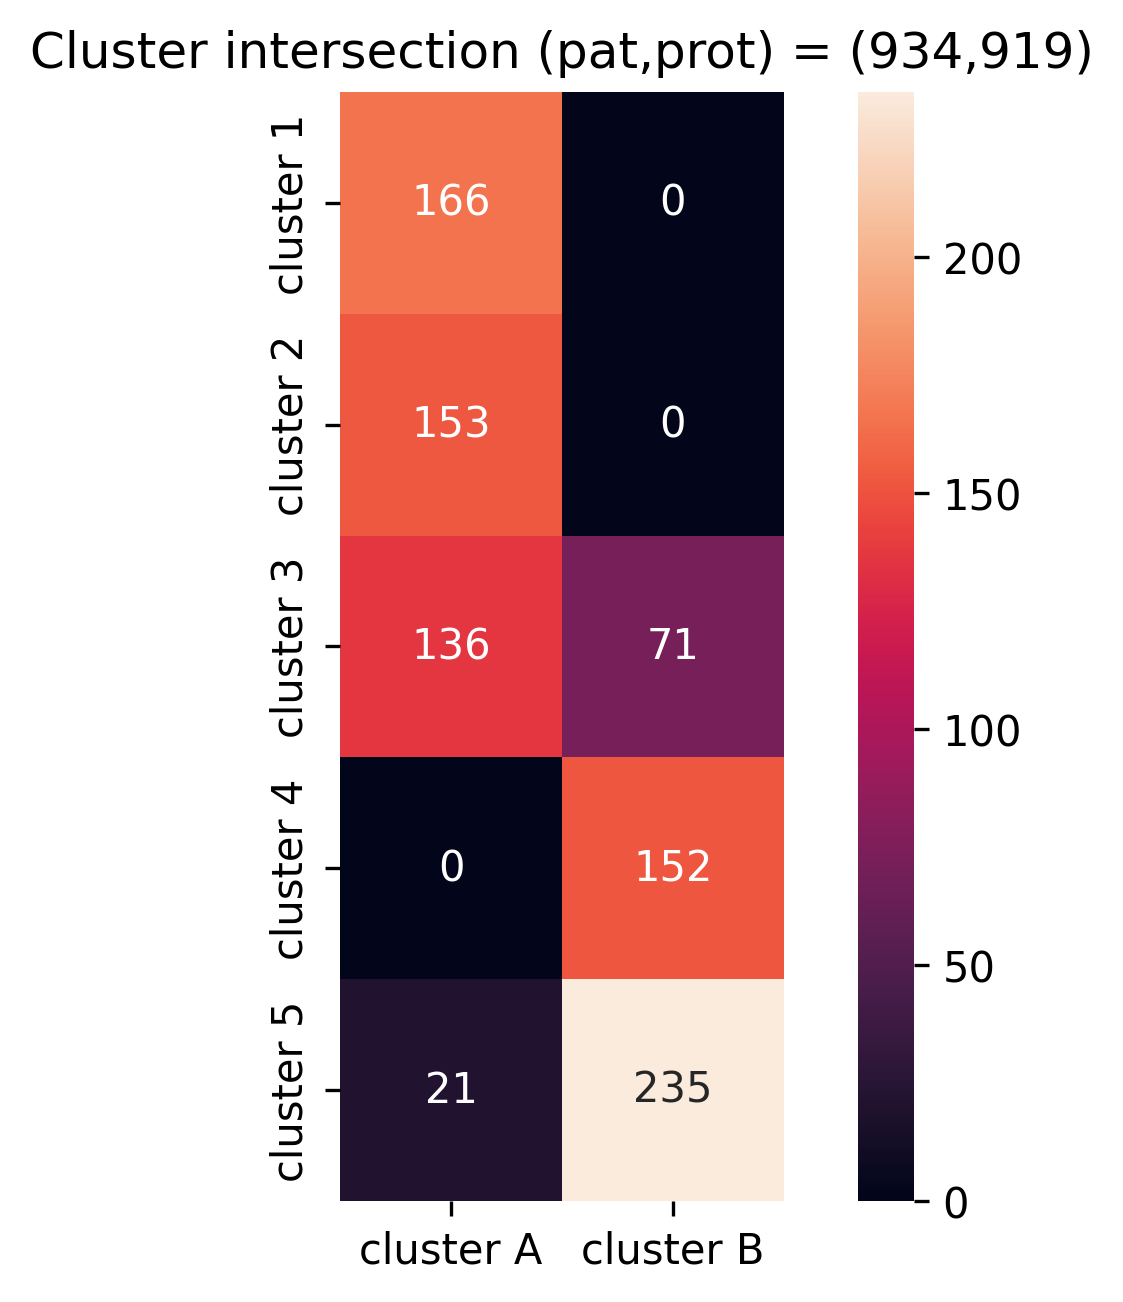 Cluster intersection (pat,prot) = (934,919)
cluster 1
166
0
cluster 2
153
0
cluster 3
136
71
cluster 4
0
152
cluster 5
21
235
cluster A
cluster B
200
150
100
50
0